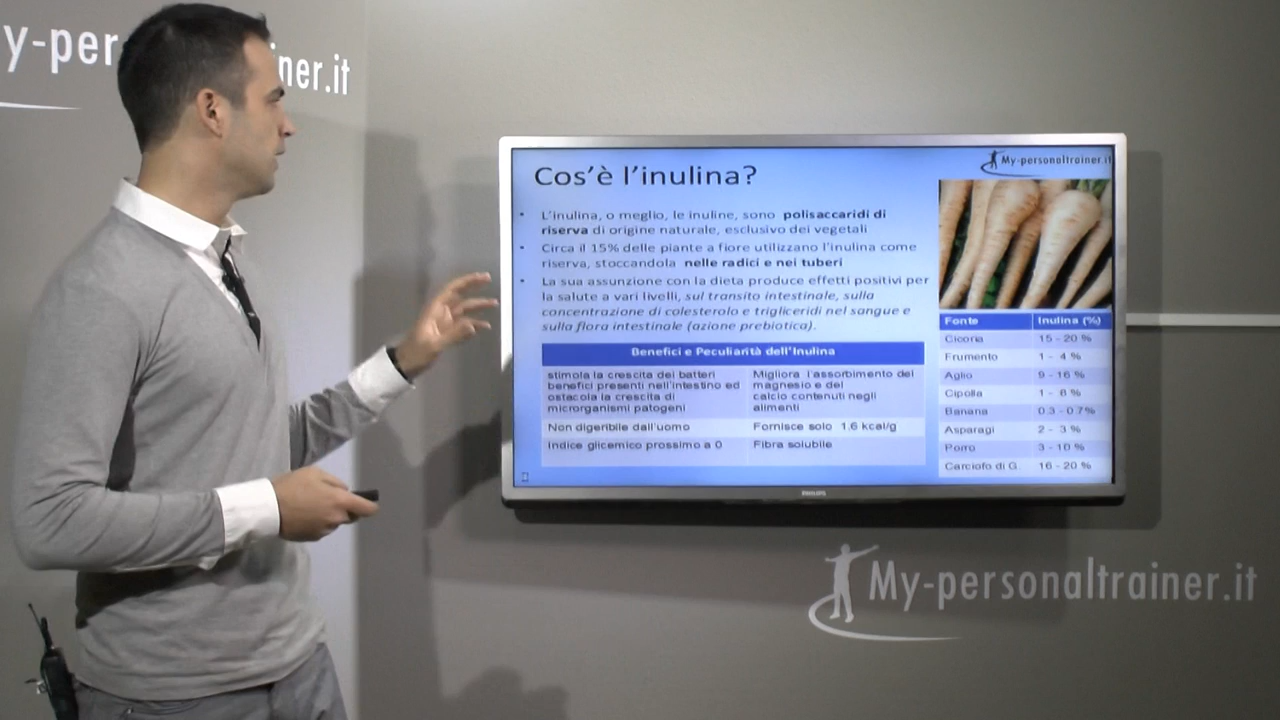 y-per
iner.it
Cos'è l'inulina?
My-personaltrainer.it
• L'inulina, o meglio, le inuline, sono polisaccaridi di
riserva di origine naturale, esclusivo dei vegetali
• Circa il 15% delle piante a fiore utilizzano l'inulina come
riserva, stoccandola nelle radici e nei tuberi
• La sua assunzione con la dieta produce effetti positivi per
la salute a vari livelli, sul transito intestinale, sulla
concentrazione di colesterolo e trigliceridi nel sangue e
sulla flora intestinale (azione prebiotica).
Benefici e Peculiarità dell'Inulina
stimola la crescita dei batteri
benefici presenti nell'intestino ed
ostacola la crescita di
microrganismi patogeni
Migliora l'assorbimento del
magnesio e del
calcio contenuti negli
alimenti
Non digeribile dall'uomo
Fornisce solo 1.6 kcal/g
Indice glicemico prossimo a 0
Fibra solubile
Fonte Inulina (%)
Cicoria 15 - 20 %
Frumento 1 - 4 %
Aglio 9 - 16 %
Cipolla 1 - 6 %
Banana 0.3 - 0.7%
Asparagi 2 - 3 %
Porro 3 - 10 %
Carciofo di G. 16 - 20 %
PHILIPS
My-personaltrainer.it